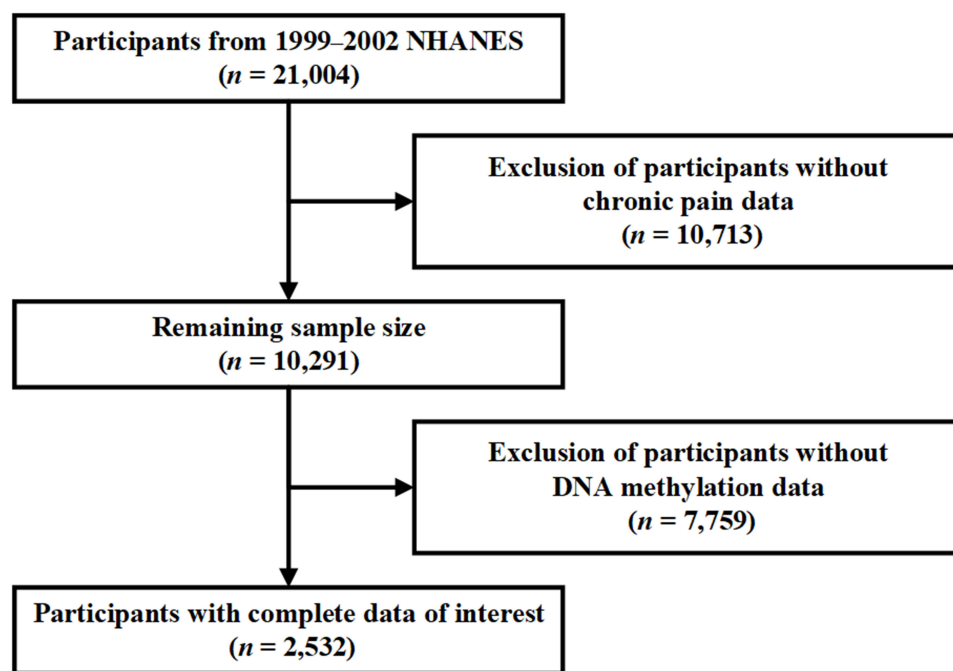 Participants from 1999–2002 NHANES
(n = 21,004)
Exclusion of participants without
chronic pain data
(n = 10,713)
Remaining sample size
(n = 10,291)
Exclusion of participants without
DNA methylation data
(n = 7,759)
Participants with complete data of interest
(n = 2,532)